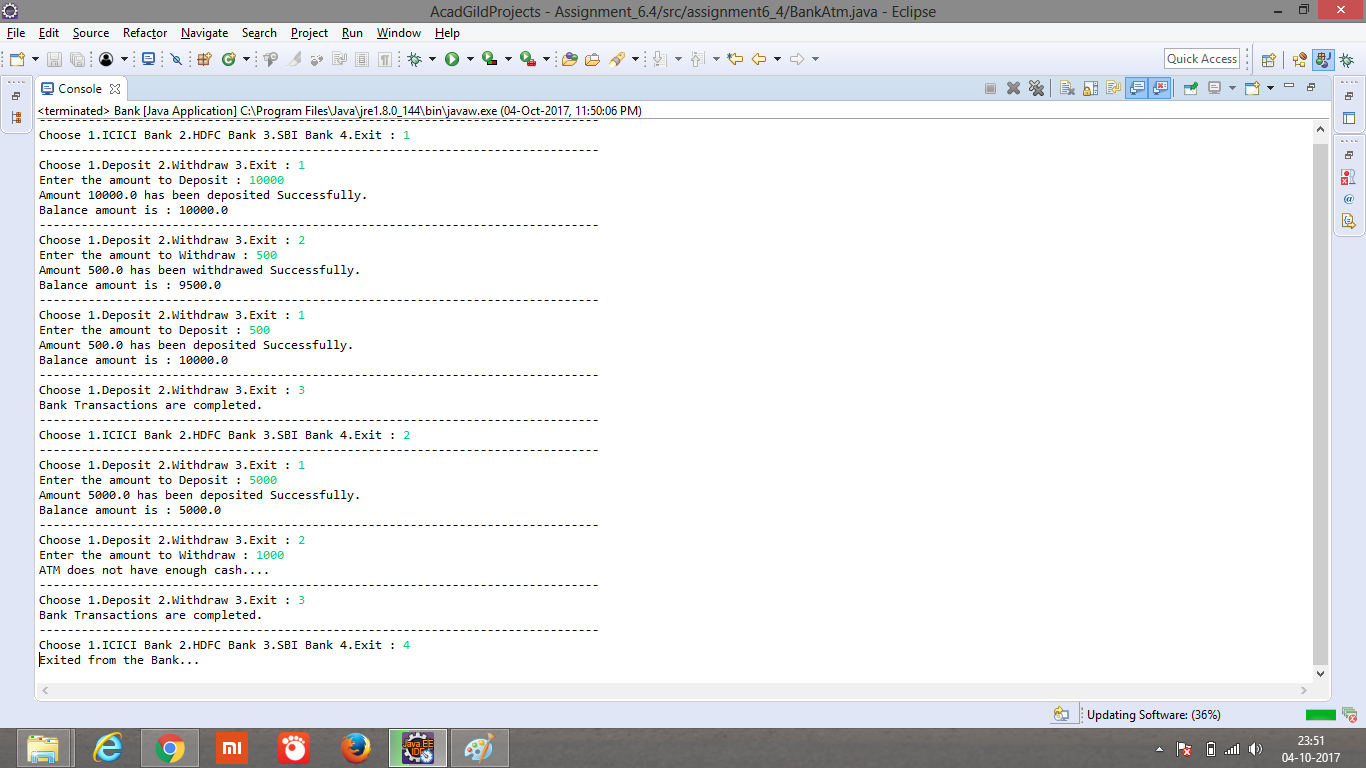 AcadGildProjects - Assignment_6.4/src/assignment6_4/BankAtm.java - Eclipse
File Edit Source Refactor Navigate Search Project Run Window Help
Quick Access
Console
<terminated> Bank [Java Application] C:\Program Files\Java\jre1.8.0_144\bin\javaw.exe (04-Oct-2017, 11:50:06 PM)
--------------------------------------------------------------------------------
Choose 1.ICICI Bank 2.HDFC Bank 3.SBI Bank 4.Exit : 1
--------------------------------------------------------------------------------
Choose 1.Deposit 2.Withdraw 3.Exit : 1
Enter the amount to Deposit : 10000
Amount 10000.0 has been deposited Successfully.
Balance amount is : 10000.0
--------------------------------------------------------------------------------
Choose 1.Deposit 2.Withdraw 3.Exit : 2
Enter the amount to Withdraw : 500
Amount 500.0 has been withdrawed Successfully.
Balance amount is : 9500.0
--------------------------------------------------------------------------------
Choose 1.Deposit 2.Withdraw 3.Exit : 1
Enter the amount to Deposit : 500
Amount 500.0 has been deposited Successfully.
Balance amount is : 10000.0
--------------------------------------------------------------------------------
Choose 1.Deposit 2.Withdraw 3.Exit : 3
Bank Transactions are completed.
--------------------------------------------------------------------------------
Choose 1.ICICI Bank 2.HDFC Bank 3.SBI Bank 4.Exit : 2
--------------------------------------------------------------------------------
Choose 1.Deposit 2.Withdraw 3.Exit : 1
Enter the amount to Deposit : 5000
Amount 5000.0 has been deposited Successfully.
Balance amount is : 5000.0
--------------------------------------------------------------------------------
Choose 1.Deposit 2.Withdraw 3.Exit : 2
Enter the amount to Withdraw : 1000
ATM does not have enough cash....
--------------------------------------------------------------------------------
Choose 1.Deposit 2.Withdraw 3.Exit : 3
Bank Transactions are completed.
--------------------------------------------------------------------------------
Choose 1.ICICI Bank 2.HDFC Bank 3.SBI Bank 4.Exit : 4
Exited from the Bank...
Updating Software: (36%)
mi
Java EE
IDE
23:51
04-10-2017